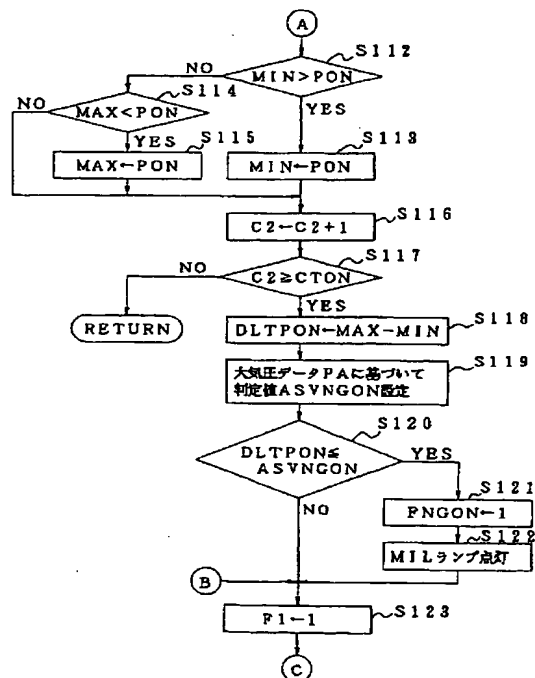 A
S112
MIN>PON
NO
YES
S114
MAX<PON
NO
YES
S115
MAX←PON
S113
MIN←PON
S116
C2←C2+1
S117
C2≧CTON
NO
YES
RETURN
S118
DLTPON←MAX-MIN
S119
大気圧データPAに基づいて
判定値ASVNGON設定
S120
DLTPON≦
ASVNGON
YES
NO
S121
FNGON←1
S122
MILランプ点灯
B
S123
F1←1
C